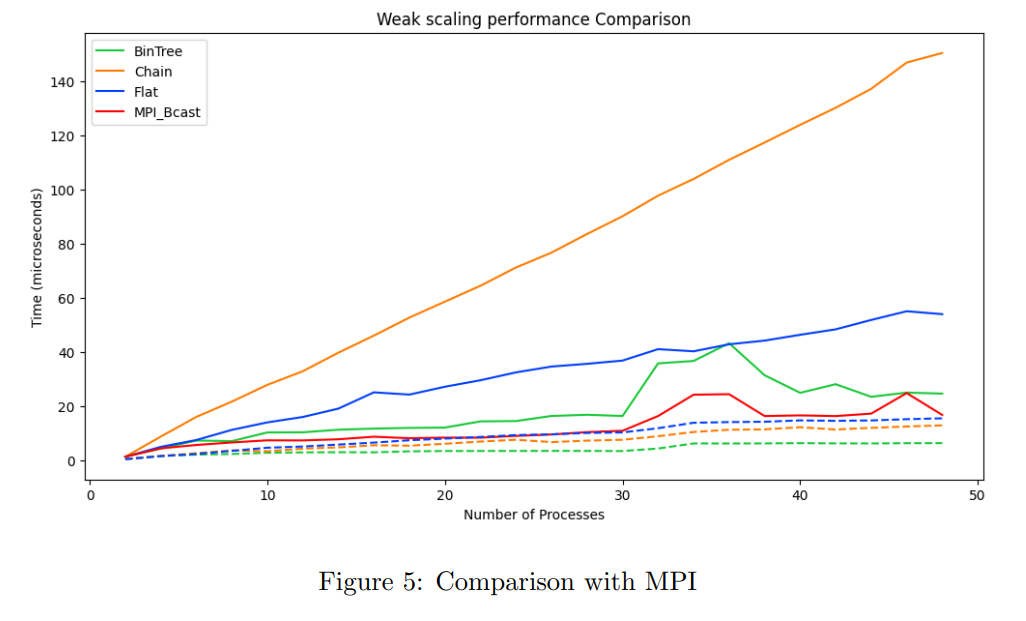 Weak scaling performance Comparison
BinTree
Chain
Flat
MPI_Bcast
Time (microseconds)
140
120
100
80
60
40
20
0
0 10 20 30 40 50
Number of Processes
Figure 5: Comparison with MPI